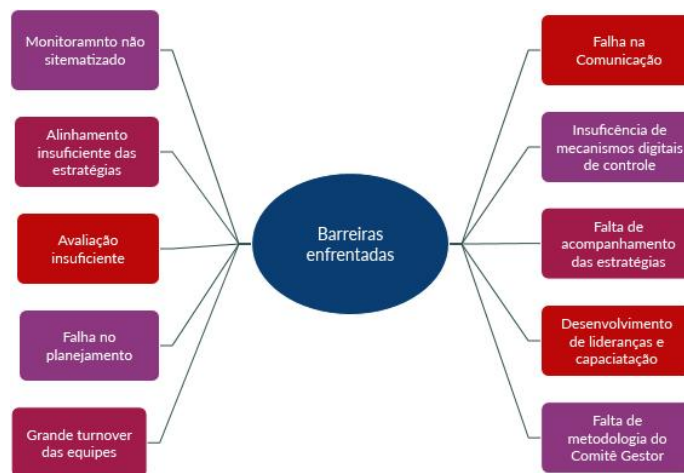 Monitoramnto não
sitematizado
Alinhamento
insuficiente das
estratégias
Avaliação
insuficiente
Falha no
planejamento
Grande turnover
das equipes
Barreiras
enfrentadas
Falha na
Comunicação
Insuficência de
mecanismos digitais
de controle
Falta de
acompanhamento
das estratégias
Desenvolvimento
de lideranças e
capaciatação
Falta de
metodologia do
Comitê Gestor